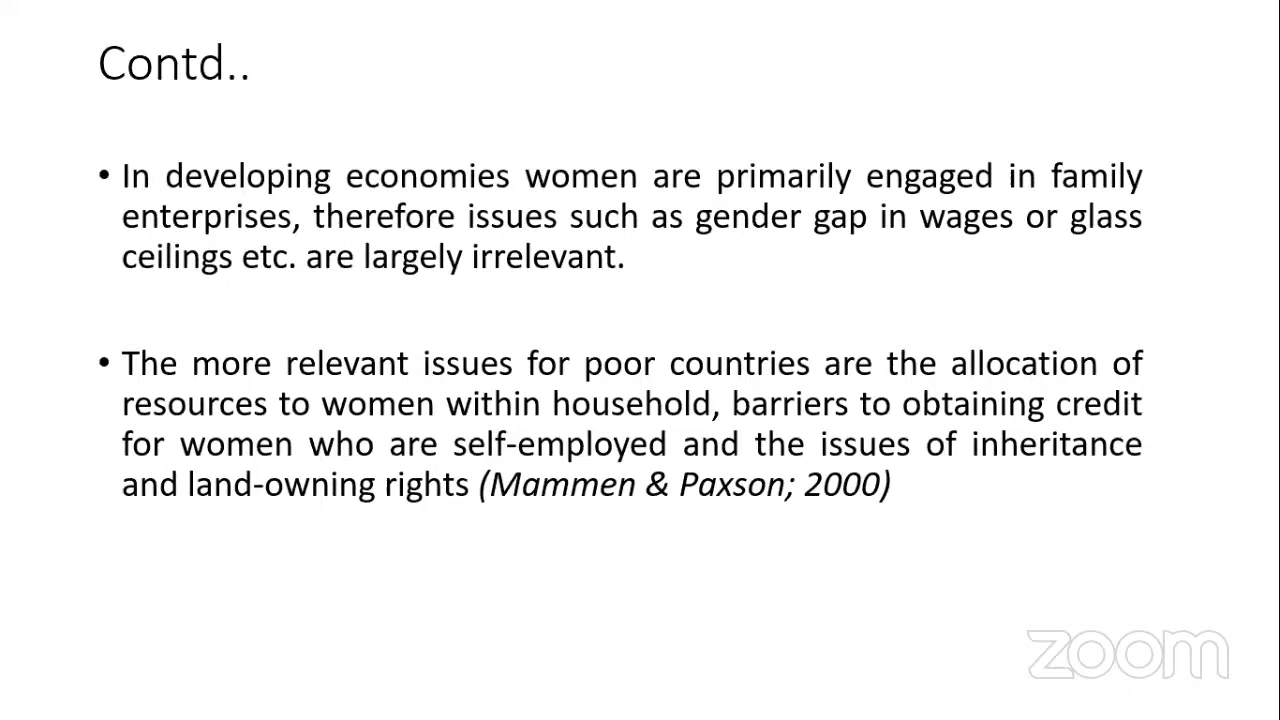 Contd..
• In developing economies women are primarily engaged in family
enterprises, therefore issues such as gender gap in wages or glass
ceilings etc. are largely irrelevant.
• The more relevant issues for poor countries are the allocation of
resources to women within household, barriers to obtaining credit
for women who are self-employed and the issues of inheritance
and land-owning rights (Mammen & Paxson; 2000)
zoom